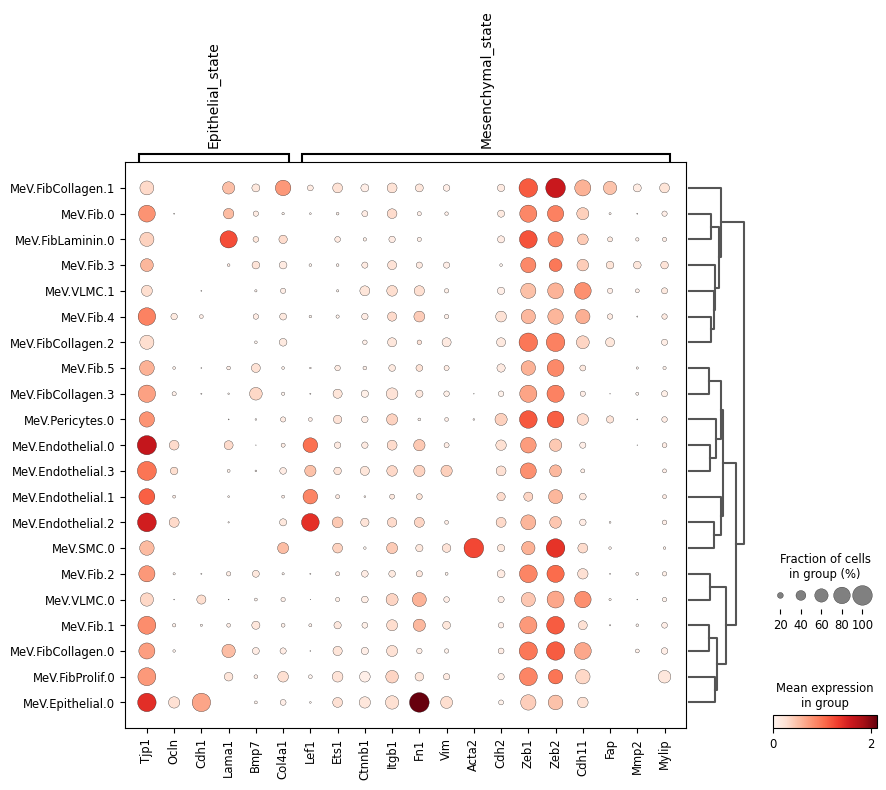 Epithelial_state
Mesenchymal_state
MeV.FibCollagen.1
MeV.Fib.0
MeV.FibLaminin.0
MeV.Fib.3
MeV.VLMC.1
MeV.Fib.4
MeV.FibCollagen.2
MeV.Fib.5
MeV.FibCollagen.3
MeV.Pericytes.0
MeV.Endothelial.0
MeV.Endothelial.3
MeV.Endothelial.1
MeV.Endothelial.2
MeV.SMC.0
MeV.Fib.2
MeV.VLMC.0
MeV.Fib.1
MeV.FibCollagen.0
MeV.FibProlif.0
MeV.Epithelial.0
Tjp1
Ocln
Cdh1
Lama1
Bmp7
Col4a1
Lef1
Ets1
Ctnnb1
Itgb1
Fn1
Vim
Acta2
Cdh2
Zeb1
Zeb2
Cdh11
Fap
Mmp2
Mylip
Fraction of cells
in group (%)
20 40 60 80 100
Mean expression
in group
0 2